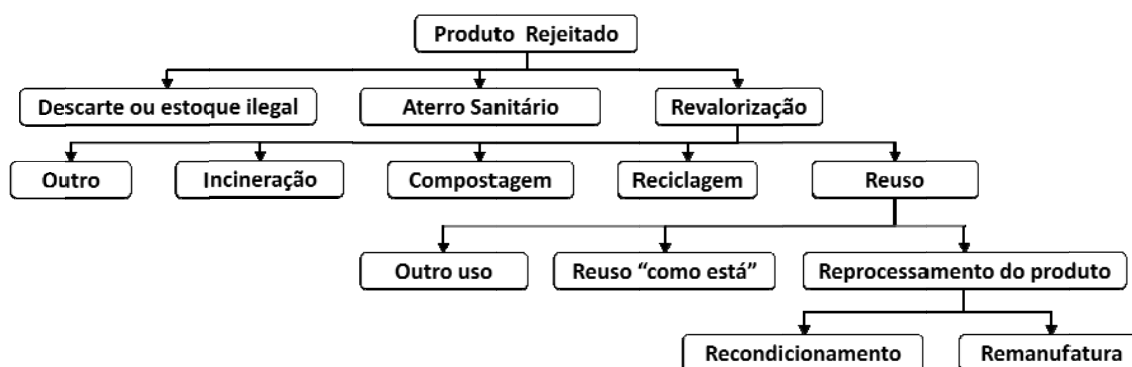 Produto Rejeitado
Descarte ou estoque ilegal
Aterro Sanitário
Revalorização
Outro
Incineração
Compostagem
Reciclagem
Reuso
Outro uso
Reuso “como está”
Reprocessamento do produto
Recondicionamento
Remanufatura